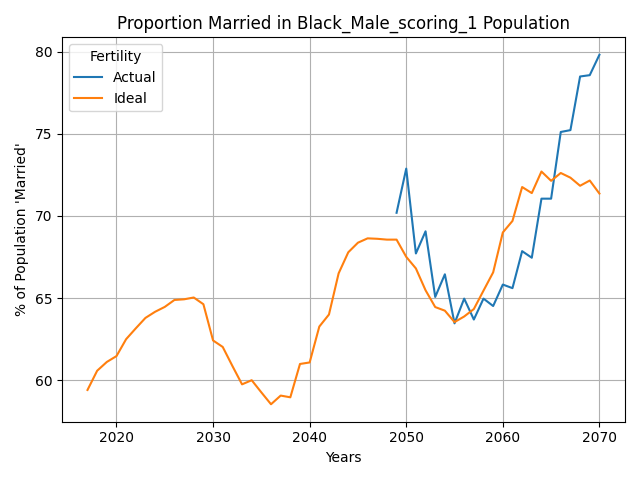 Proportion Married in Black_Male_scoring_1 Population
Fertility
Actual
Ideal
% of Population 'Married'
80
75
70
65
60
2020
2030
2040
2050
2060
2070
Years